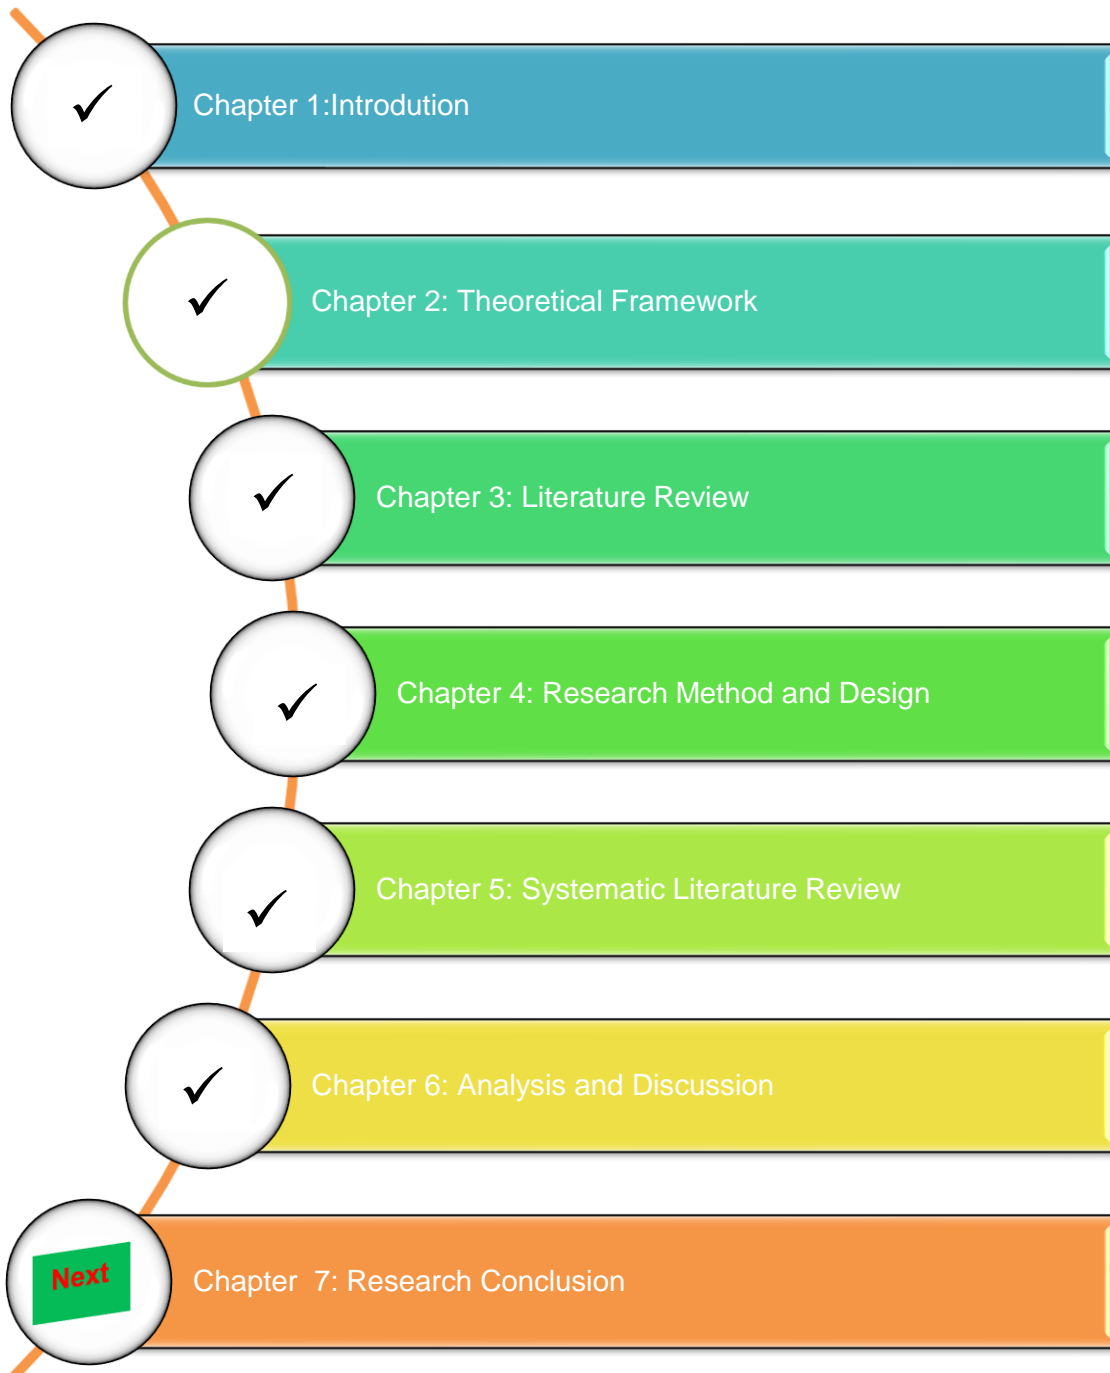 Chapter 1:Introdution
Chapter 2: Theoretical Framework
Chapter 3: Literature Review
Chapter 4: Research Method and Design
Chapter 5: Systematic Literature Review
Chapter 6: Analysis and Discussion
Next
Chapter  7: Research Conclusion